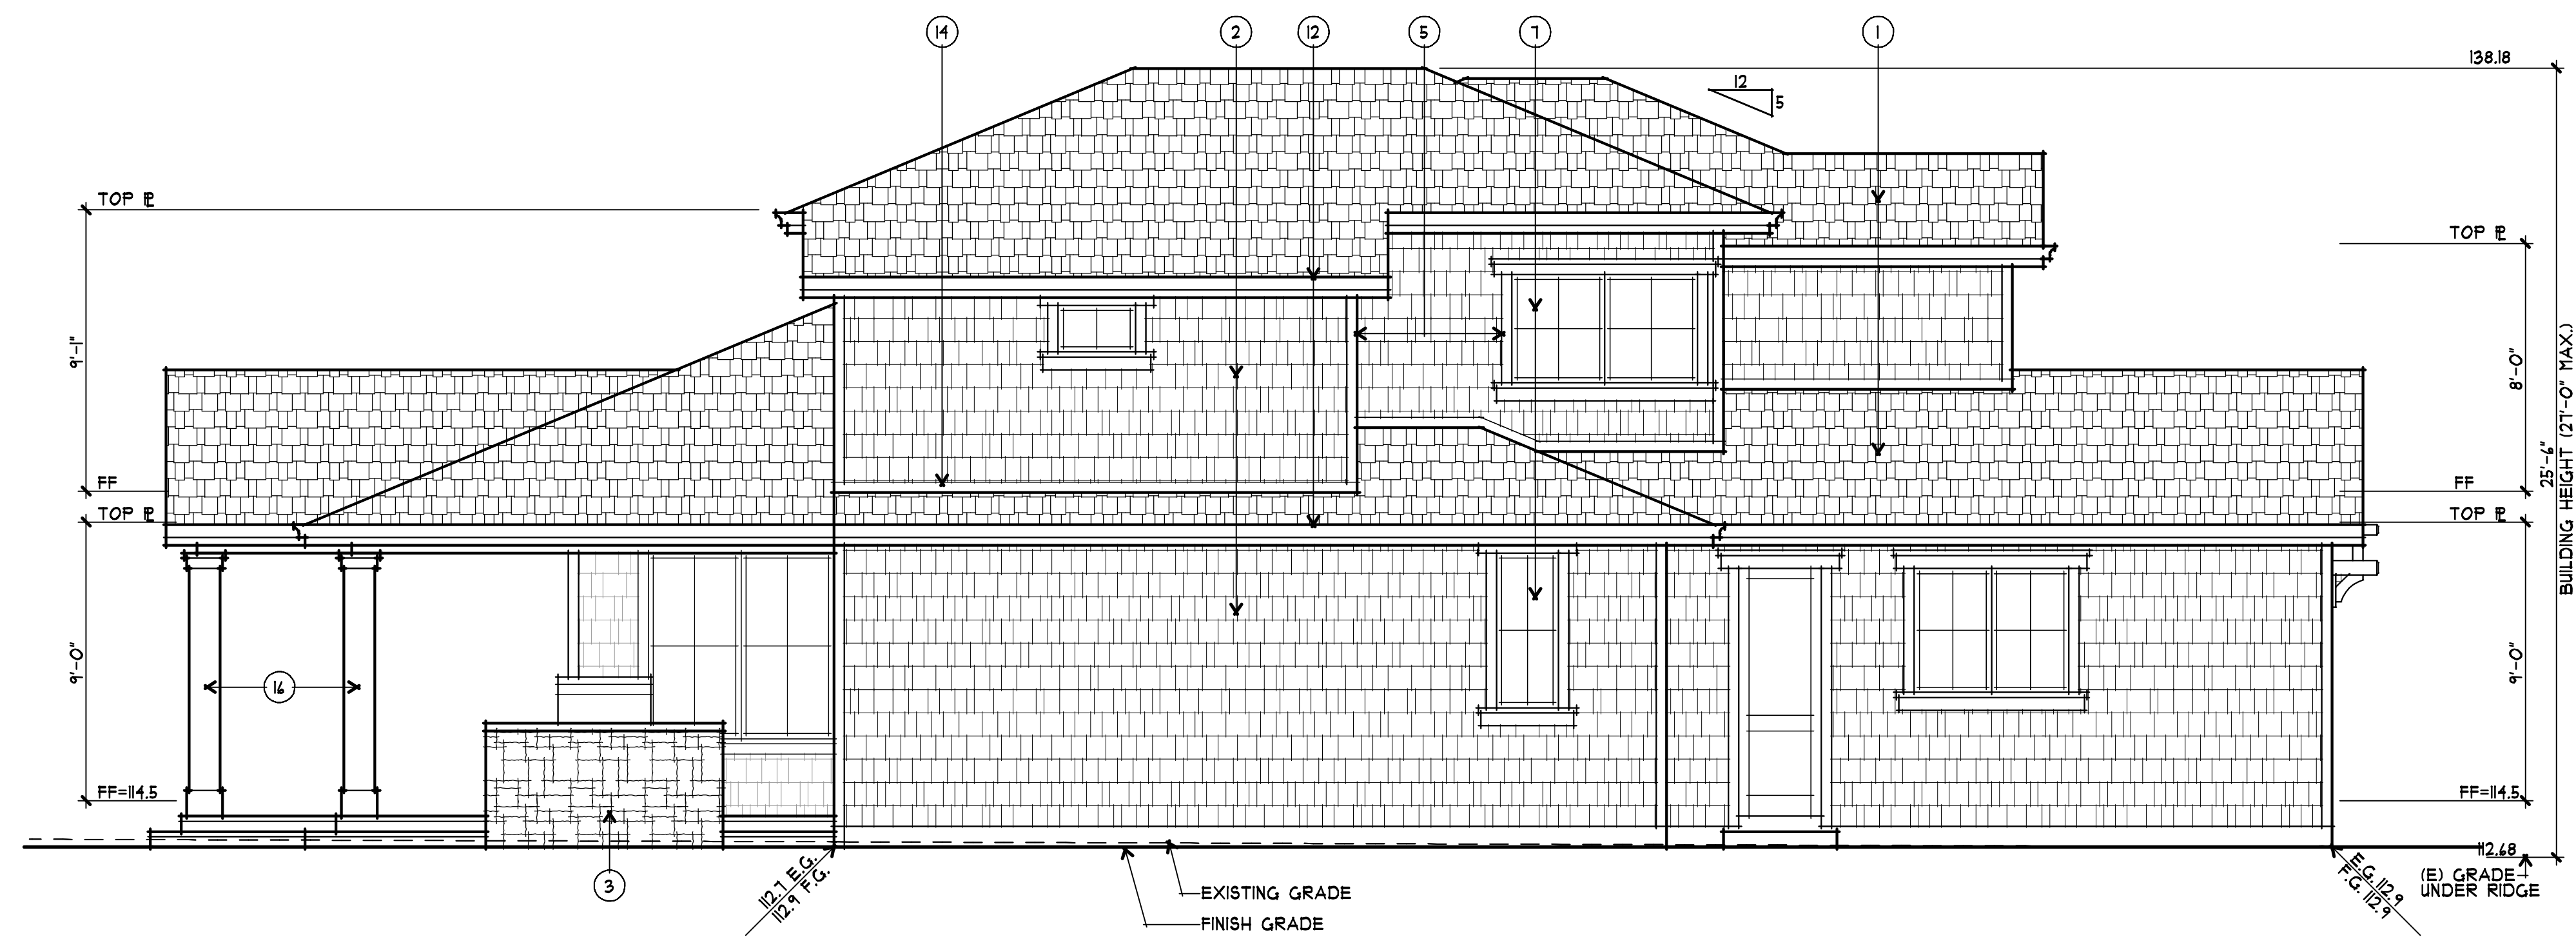 14
2
12
5
7
1
138.18
12
5
TOP PL
TOP PL
9'-1"
8'-0"
25'-6"
BUILDING HEIGHT (27'-0" MAX.)
FF
FF
TOP PL
TOP PL
9'-0"
9'-0"
16
FF=114.5
FF=114.5
112.68
(E) GRADE
UNDER RIDGE
3
112.7 E.G.
112.9 F.G.
E.G. 112.9
F.G. 112.9
EXISTING GRADE
FINISH GRADE